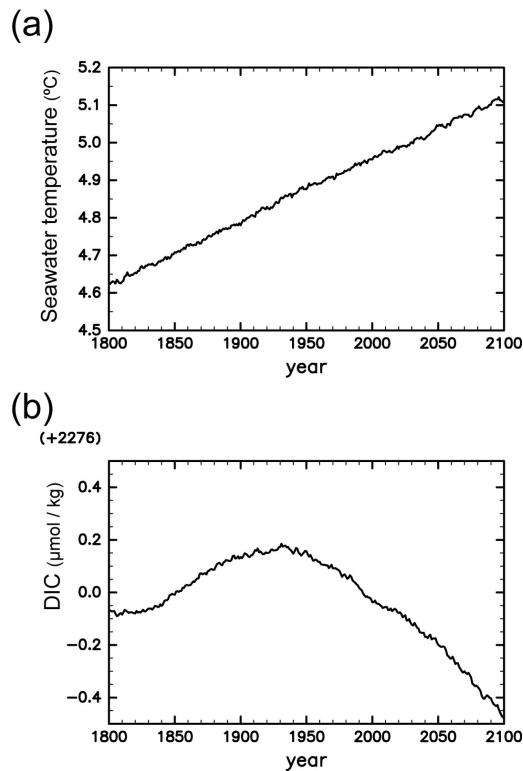 (a)
Seawater temperature (ºC)
5.2
5.1
5.0
4.9
4.8
4.7
4.6
4.5
1800 1850 1900 1950 2000 2050 2100
year
(b)
(+2276)
DIC (µmol / kg)
0.4
0.2
0.0
−0.2
−0.4
1800 1850 1900 1950 2000 2050 2100
year